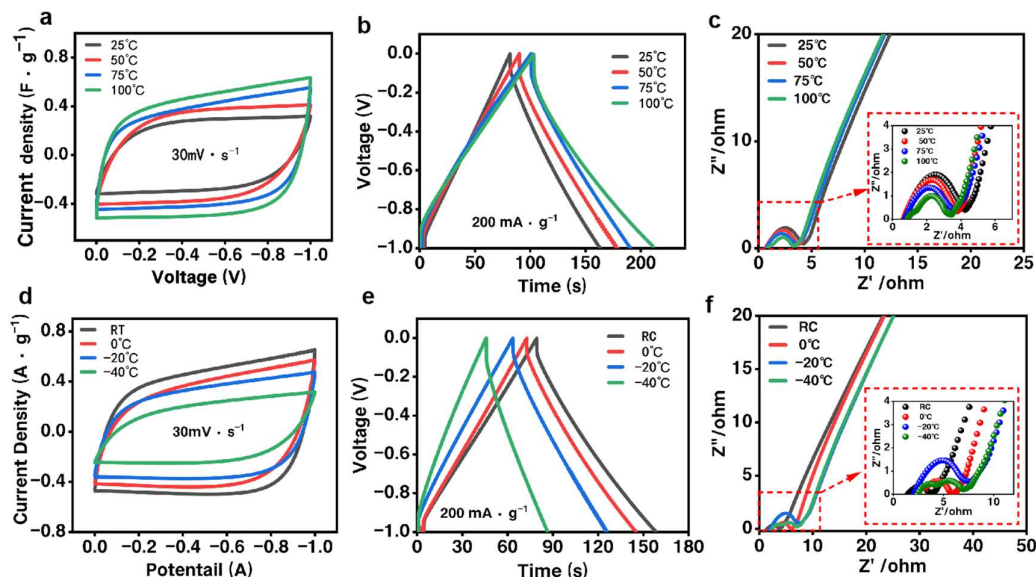 a
Current density (F · g⁻¹)
0.8
0.4
0.0
−0.4
25°C
50°C
75°C
100°C
30mV · s⁻¹
0.0 −0.2 −0.4 −0.6 −0.8 −1.0
Voltage (V)
b
Voltage (V)
0.0
−0.2
−0.4
−0.6
−0.8
−1.0
25°C
50°C
75°C
100°C
200 mA · g⁻¹
0 50 100 150 200
Time (s)
c
Z''/ohm
20
15
10
5
0
25°C
50°C
75°C
100°C
Z''/ohm
4
3
2
1
0
25°C
50°C
75°C
100°C
2 4 6
Z'/ohm
0 5 10 15 20 25
Z' /ohm
d
Current Density (A · g⁻¹)
0.8
0.4
0.0
−0.4
−0.8
RT
0°C
−20°C
−40°C
30mV · s⁻¹
0.0 −0.2 −0.4 −0.6 −0.8 −1.0
Potentail (A)
e
Voltage (V)
0.0
−0.2
−0.4
−0.6
−0.8
−1.0
RC
0°C
−20°C
−40°C
200 mA · g⁻¹
0 30 60 90 120 150 180
Time (s)
f
Z''/ohm
20
15
10
5
0
RC
0°C
−20°C
−40°C
Z''/ohm
4
3
2
1
0
RC
0°C
−20°C
−40°C
5 10
Z'/ohm
0 10 20 30 40 50
Z' /ohm